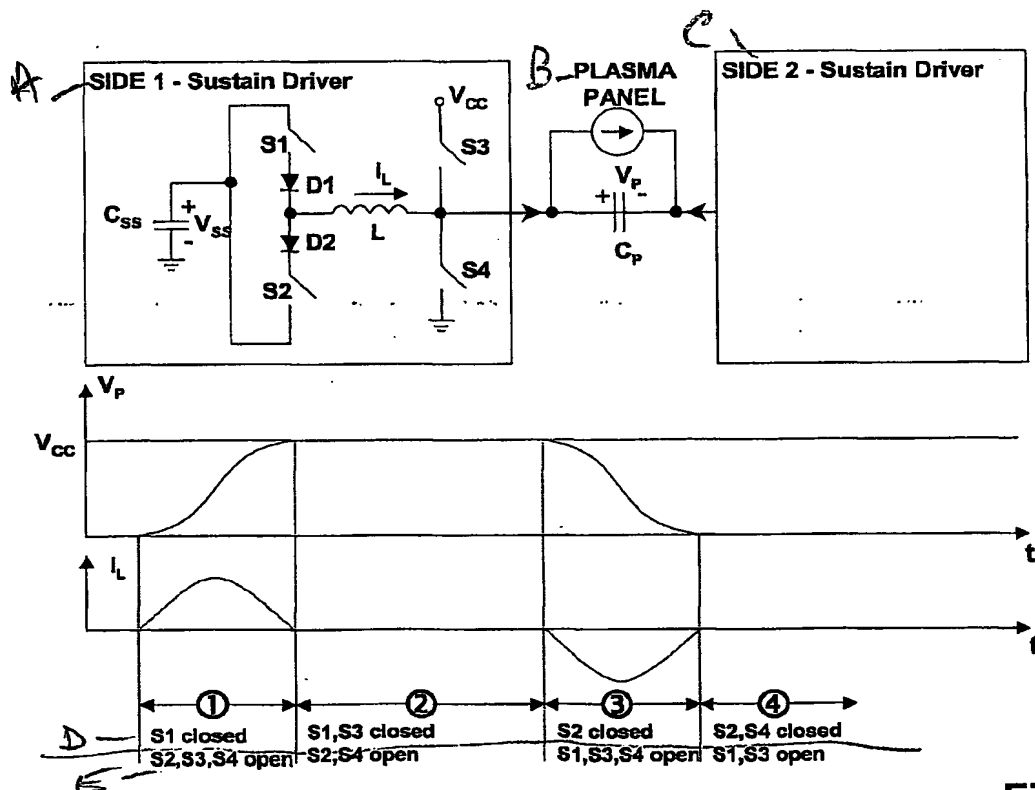 C
A
SIDE 1 - Sustain Driver
B
PLASMA
PANEL
SIDE 2 - Sustain Driver
VCC
S1
S3
D1
iL
VP
+ -
CSS
+
VSS
-
L
D2
CP
S2
S4
VP
VCC
t
iL
t
1 2 3 4
D
S1 closed S1,S3 closed S2 closed S2,S4 closed
S2,S3,S4 open S2,S4 open S1,S3,S4 open S1,S3 open
E